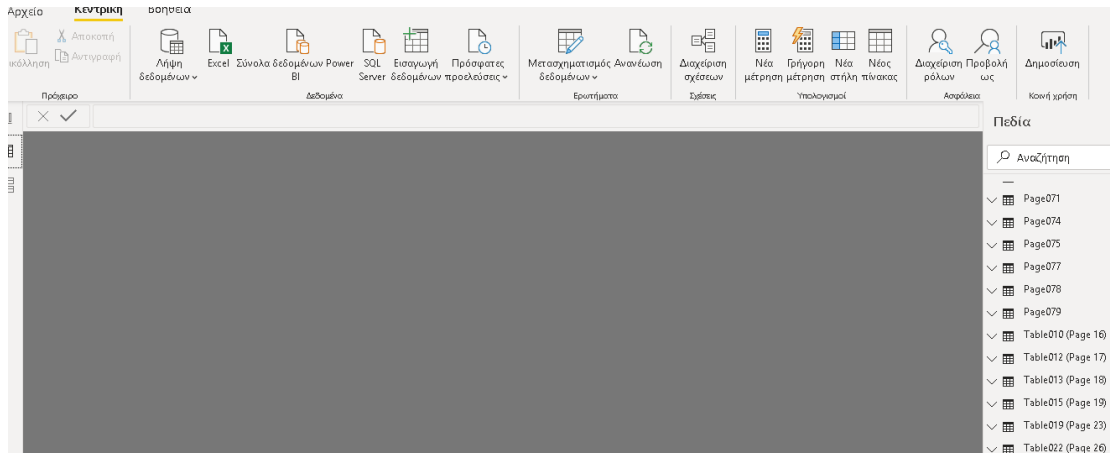 Αρχείο Κεντρική Βοήθεια
Αποκοπή
Αντιγραφή
Λήψη δεδομένων
Excel
Σύνολα δεδομένων Power BI
SQL Server
Εισαγωγή δεδομένων
Πρόσφατες προελεύσεις
Μετασχηματισμός δεδομένων
Ανανέωση
Διαχείριση σχέσεων
Νέα μέτρηση
Γρήγορη μέτρηση
Νέα στήλη
Νέος πίνακας
Διαχείριση ρόλων
Προβολή ως
Δημοσίευση
Πρόχειρο Δεδομένα Ερωτήματα Σχέσεις Υπολογισμοί Ασφάλεια Κοινή χρήση
Πεδία
Αναζήτηση
Page071
Page074
Page075
Page077
Page078
Page079
Table010 (Page 16)
Table012 (Page 17)
Table013 (Page 18)
Table015 (Page 19)
Table019 (Page 23)
Table022 (Page 26)